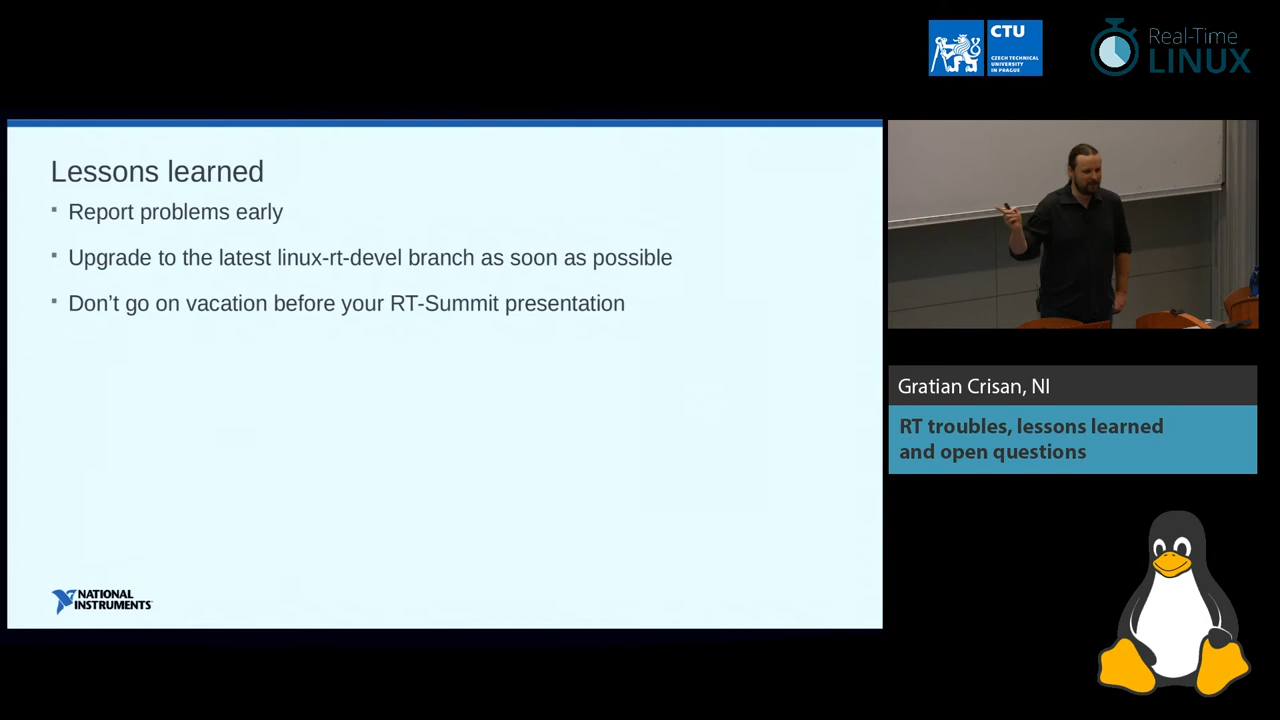 CTU
CZECH TECHNICAL
UNIVERSITY
IN PRAGUE
Real-Time
LINUX
Lessons learned
Report problems early
Upgrade to the latest linux-rt-devel branch as soon as possible
Don’t go on vacation before your RT-Summit presentation
NATIONAL
INSTRUMENTS
Gratian Crisan, NI
RT troubles, lessons learned
and open questions